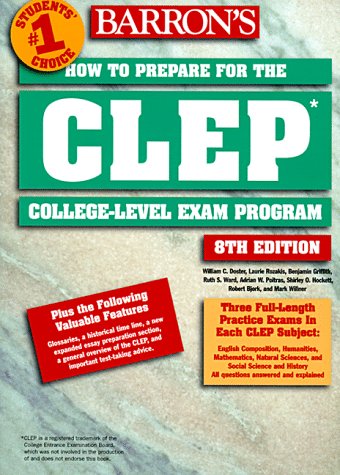 STUDENTS'
#1
CHOICE
BARRON'S
HOW TO PREPARE FOR THE
CLEP*
COLLEGE-LEVEL EXAM PROGRAM
8TH EDITION
William C. Doster, Laurie Rozakis, Benjamin Griffith,
Ruth S. Ward, Adrian W. Poitras, Shirley O. Hockett,
Robert Bjork, and Mark Willner
Plus the Following
Valuable Features
Glossaries, a historical time line, a new
expanded essay preparation section,
a general overview of the CLEP, and
important test-taking advice.
Three Full-Length
Practice Exams In
Each CLEP Subject:
English Composition, Humanities,
Mathematics, Natural Sciences, and
Social Science and History
All questions answered and explained
*CLEP is a registered trademark of the
College Entrance Examination Board,
which was not involved in the production
of and does not endorse this book.